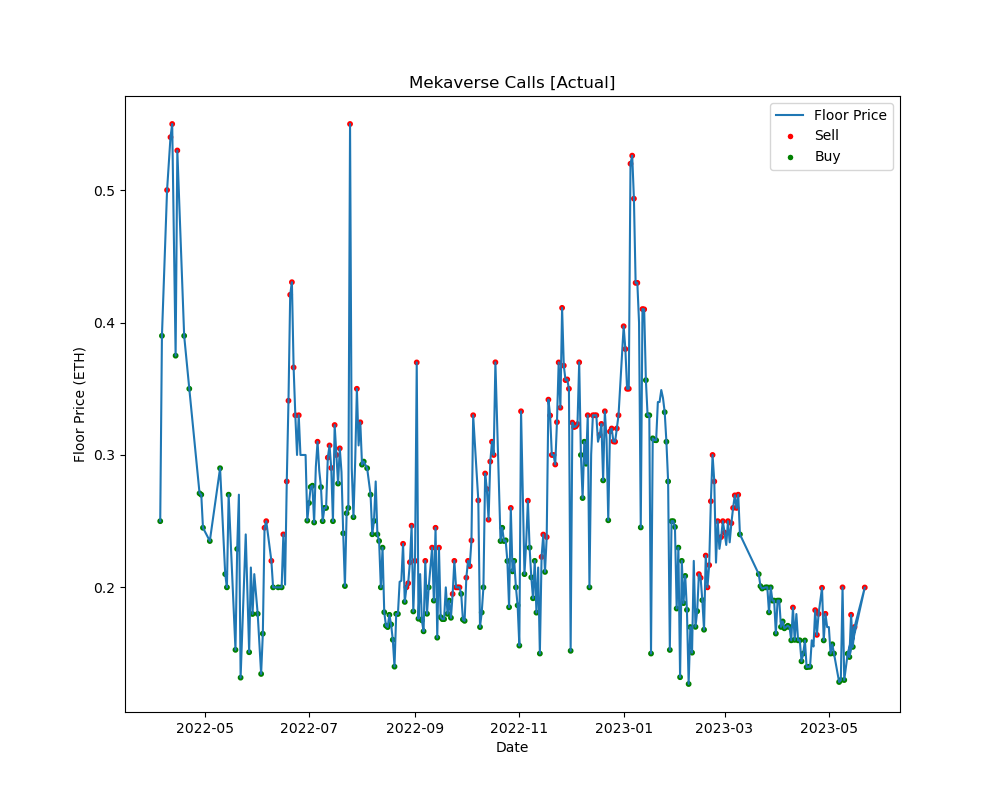 Mekaverse Calls [Actual]
Floor Price
Sell
Buy
Floor Price (ETH)
0.5
0.4
0.3
0.2
2022-05 2022-07 2022-09 2022-11 2023-01 2023-03 2023-05
Date